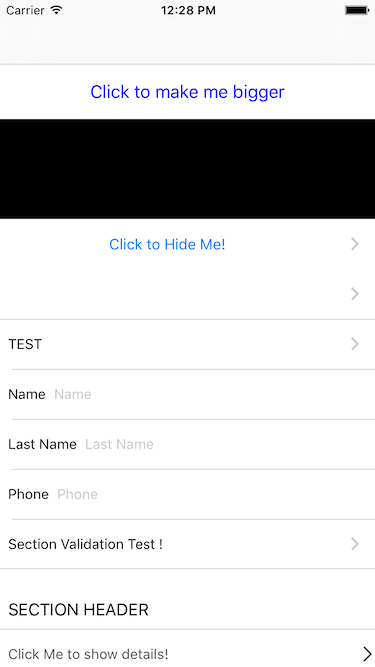 Carrier 12:28 PM
Click to make me bigger
Click to Hide Me!
TEST
Name Name
Last Name Last Name
Phone Phone
Section Validation Test !
SECTION HEADER
Click Me to show details!